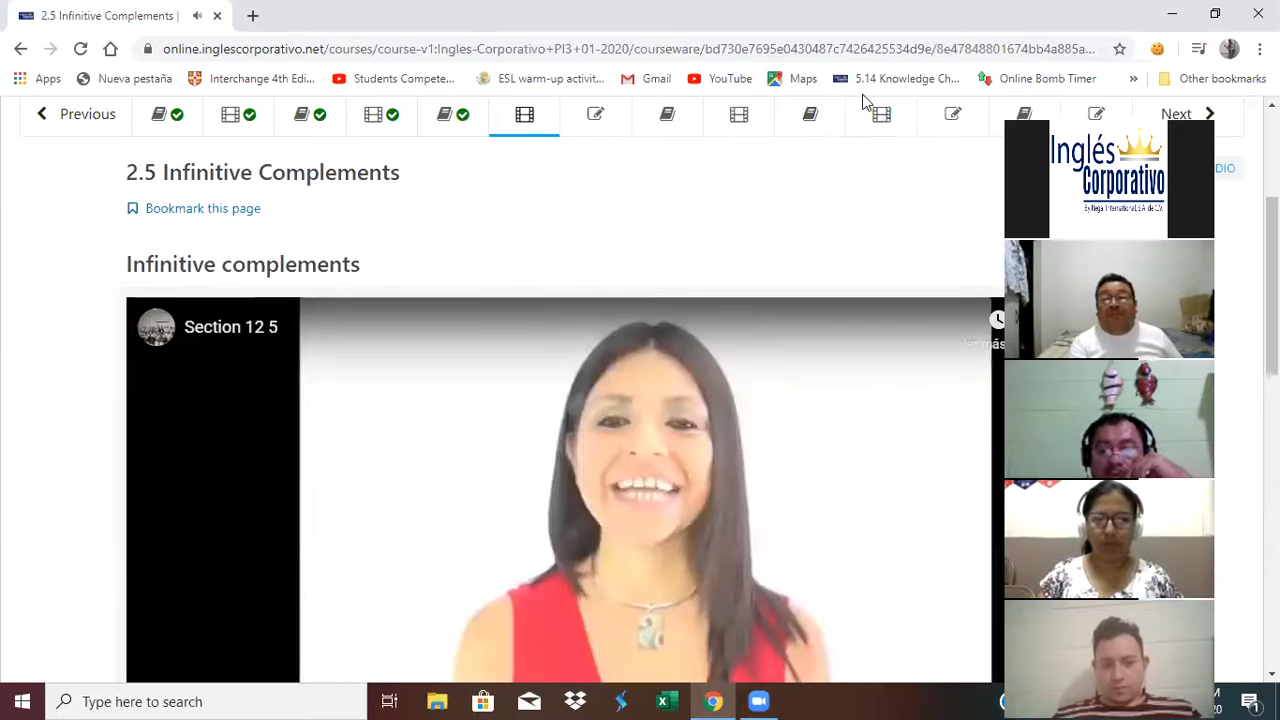 2.5 Infinitive Complements |
online.inglescorporativo.net/courses/course-v1:Ingles-Corporativo+PI3+01-2020/courseware/bd730e7695e0430487c7426425534d9e/8e47848801674bb4a885a...
Apps
Nueva pestaña
Interchange 4th Edi...
Students Compete...
ESL warm-up activit...
Gmail
YouTube
Maps
5.14 Knowledge Ch...
Online Bomb Timer
»
Other bookmarks
Previous
Next
2.5 Infinitive Complements
DIO
Bookmark this page
Infinitive complements
Section 12 5
Ver más
Inglés
Corporativo
Type here to search